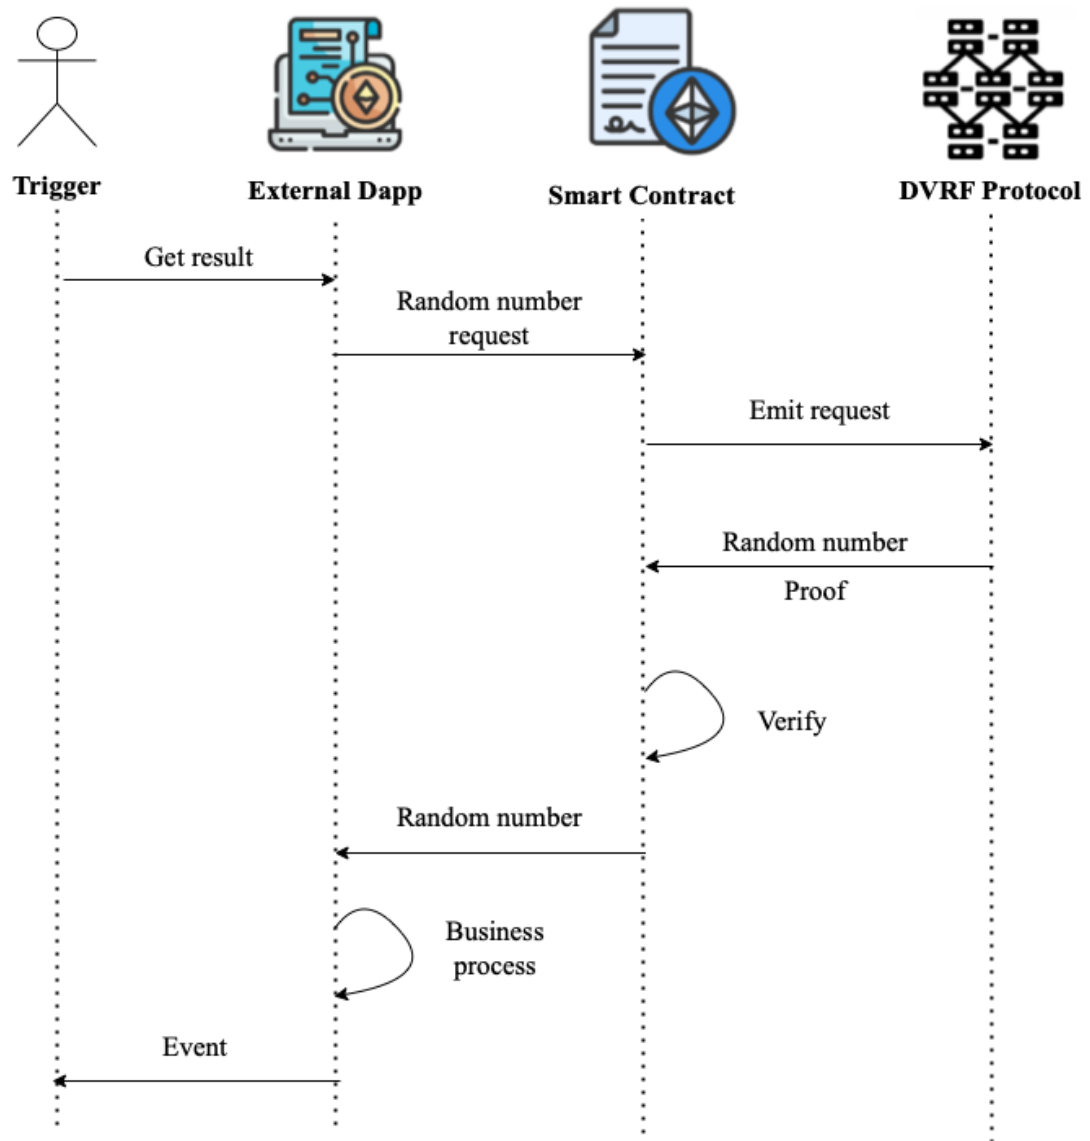 Trigger
External Dapp
Smart Contract
DVRF Protocol
Get result
Random number
request
Emit request
Random number
Proof
Verify
Random number
Business
process
Event